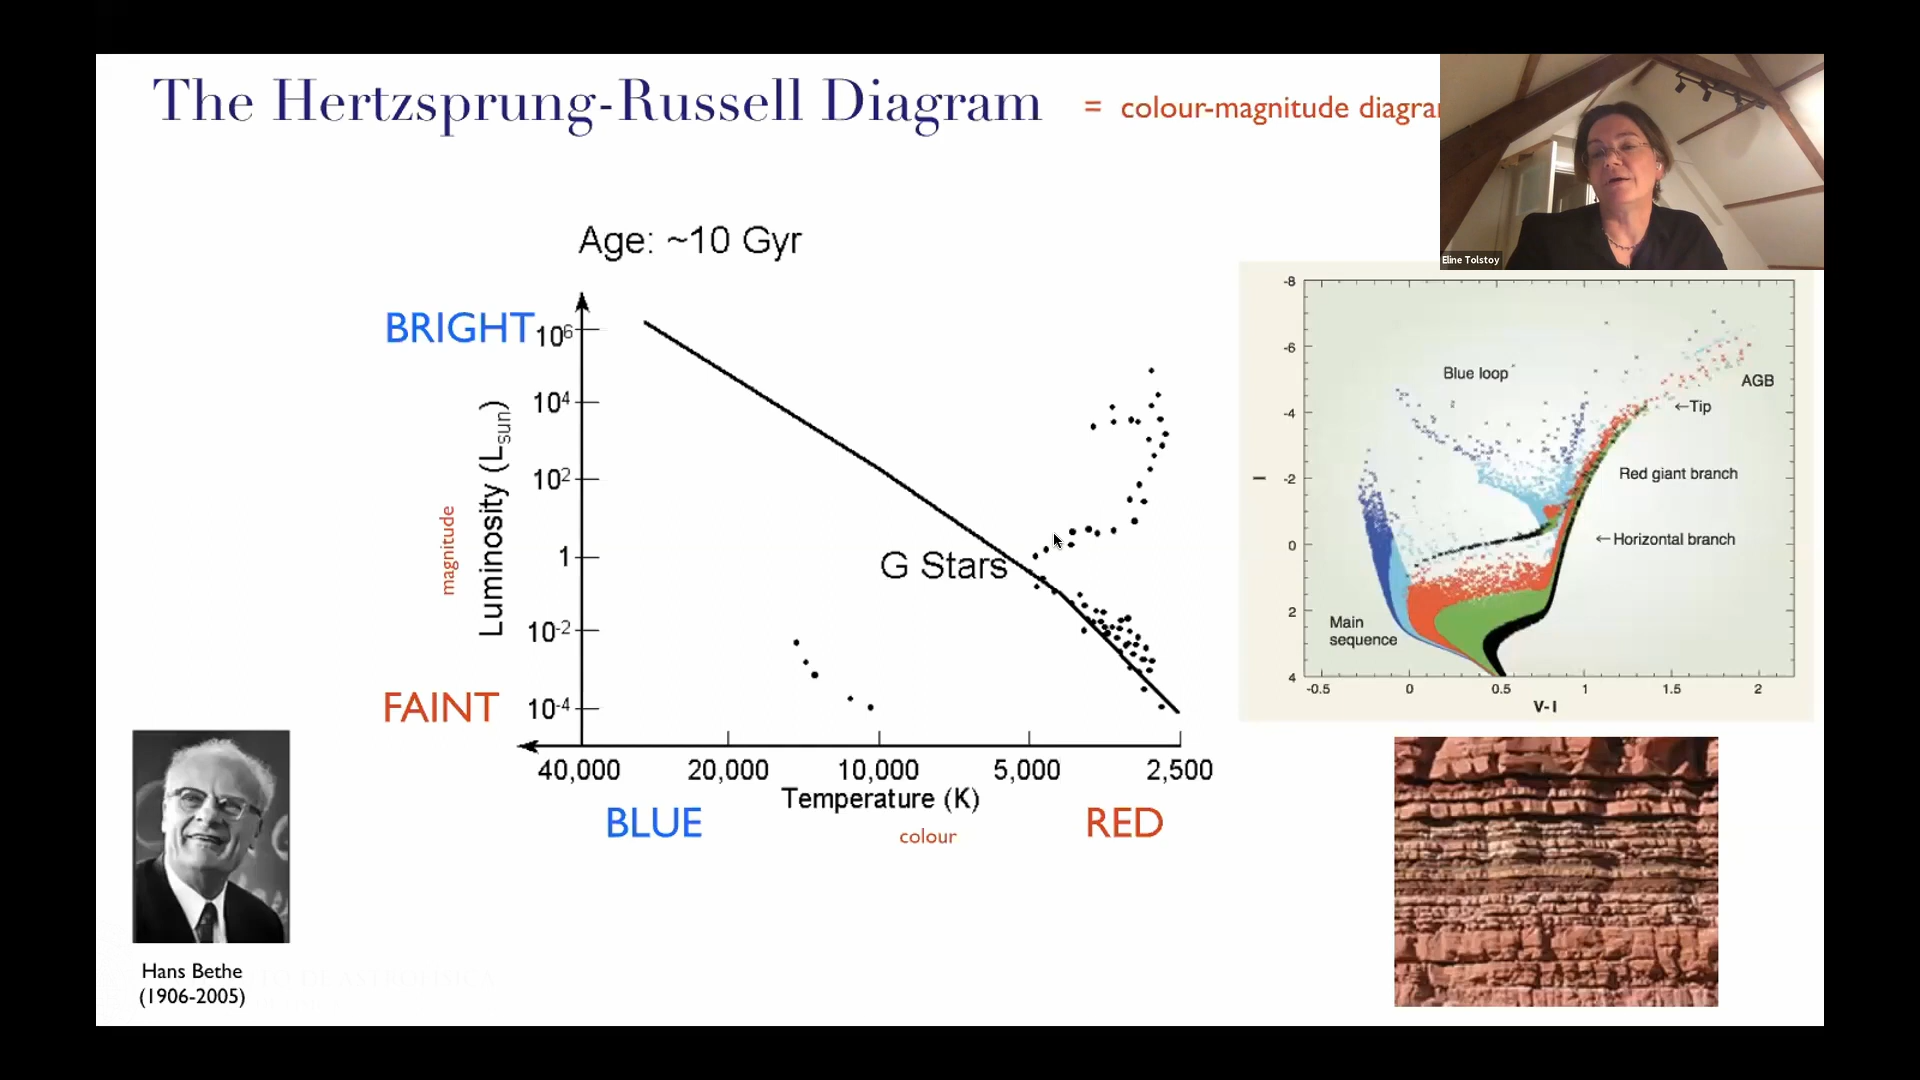 The Hertzsprung-Russell Diagram
= colour-magnitude
Eline Tolstoy
Age: ~10 Gyr
BRIGHT
10⁶
10⁴
10²
1
10⁻²
10⁻⁴
FAINT
magnitude
Luminosity (Lsun)
G Stars
40,000
20,000
10,000
5,000
2,500
Temperature (K)
BLUE
colour
RED
-8
-6
-4
-2
0
2
4
I
Blue loop
AGB
←Tip
Red giant branch
←Horizontal branch
Main
sequence
-0.5
0
0.5
1
1.5
2
V-I
Hans Bethe
(1906-2005)